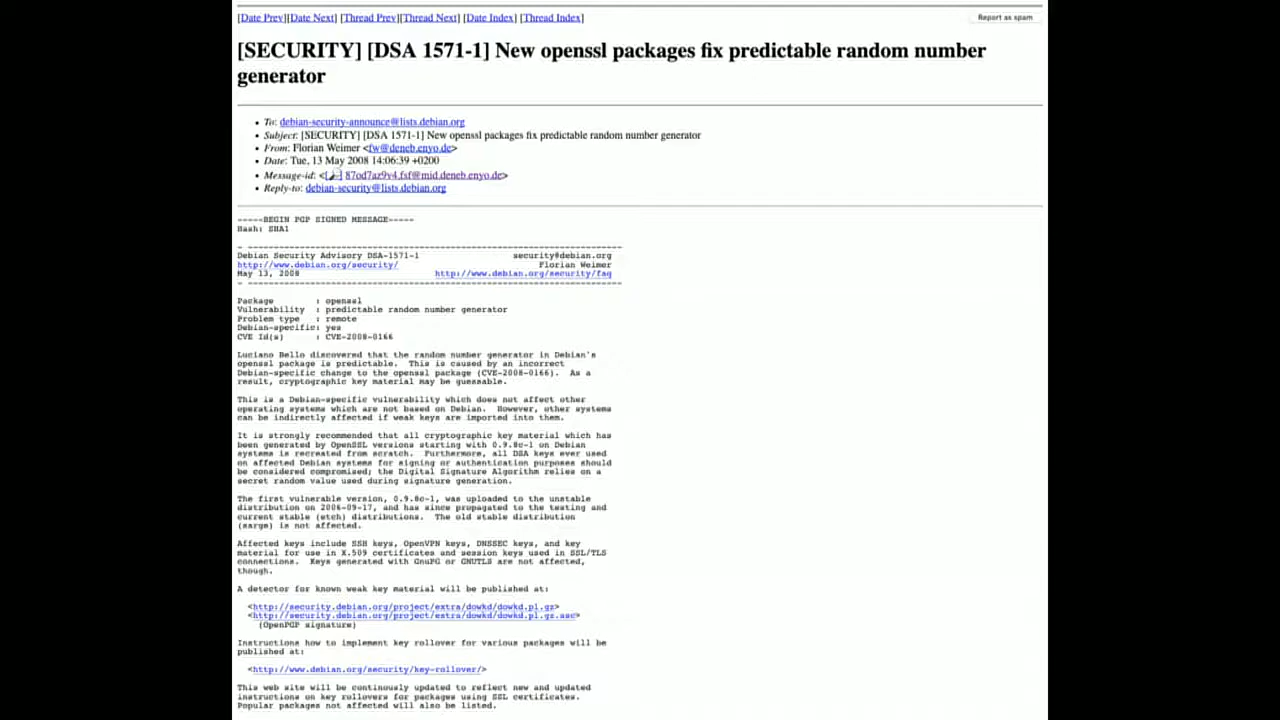 [Date Prev][Date Next] [Thread Prev][Thread Next] [Date Index] [Thread Index]
Report as spam
[SECURITY] [DSA 1571-1] New openssl packages fix predictable random number
generator
To: debian-security-announce@lists.debian.org
Subject: [SECURITY] [DSA 1571-1] New openssl packages fix predictable random number generator
From: Florian Weimer <fw@deneb.enyo.de>
Date: Tue, 13 May 2008 14:06:39 +0200
Message-id: <[🔎] 87od7az9v4.fsf@mid.deneb.enyo.de>
Reply-to: debian-security@lists.debian.org
-----BEGIN PGP SIGNED MESSAGE-----
Hash: SHA1
- ------------------------------------------------------------------------
Debian Security Advisory DSA-1571-1 security@debian.org
http://www.debian.org/security/ Florian Weimer
May 13, 2008 http://www.debian.org/security/faq
- ------------------------------------------------------------------------
Package : openssl
Vulnerability : predictable random number generator
Problem type : remote
Debian-specific: yes
CVE Id(s) : CVE-2008-0166
Luciano Bello discovered that the random number generator in Debian's
openssl package is predictable. This is caused by an incorrect
Debian-specific change to the openssl package (CVE-2008-0166). As a
result, cryptographic key material may be guessable.
This is a Debian-specific vulnerability which does not affect other
operating systems which are not based on Debian. However, other systems
can be indirectly affected if weak keys are imported into them.
It is strongly recommended that all cryptographic key material which has
been generated by OpenSSL versions starting with 0.9.8c-1 on Debian
systems is recreated from scratch. Furthermore, all DSA keys ever used
on affected Debian systems for signing or authentication purposes should
be considered compromised; the Digital Signature Algorithm relies on a
secret random value used during signature generation.
The first vulnerable version, 0.9.8c-1, was uploaded to the unstable
distribution on 2006-09-17, and has since propagated to the testing and
current stable (etch) distributions. The old stable distribution
(sarge) is not affected.
Affected keys include SSH keys, OpenVPN keys, DNSSEC keys, and key
material for use in X.509 certificates and session keys used in SSL/TLS
connections. Keys generated with GnuPG or GNUTLS are not affected,
though.
A detector for known weak key material will be published at:
<http://security.debian.org/project/extra/dowkd/dowkd.pl.gz>
<http://security.debian.org/project/extra/dowkd/dowkd.pl.gz.asc>
(OpenPGP signature)
Instructions how to implement key rollover for various packages will be
published at:
<http://www.debian.org/security/key-rollover/>
This web site will be continously updated to reflect new and updated
instructions on key rollovers for packages using SSL certificates.
Popular packages not affected will also be listed.